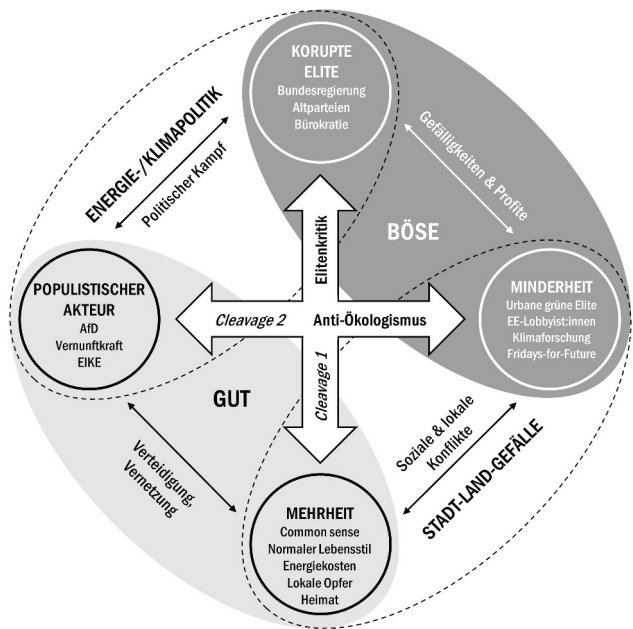 KORUPTE
ELITE
Bundesregierung
Altparteien
Bürokratie
ENERGIE-/KLIMAPOLITIK
Politischer Kampf
Gefälligkeiten & Profite
BÖSE
Elitenkritik
POPULISTISCHER
AKTEUR
AfD
Vernunftkraft
EIKE
Cleavage 2
Anti-Ökologismus
MINDERHEIT
Urbane grüne Elite
EE-Lobbyist:innen
Klimaforschung
Fridays-for-Future
Cleavage 1
GUT
Verteidigung,
Vernetzung
Soziale & lokale
Konflikte
STADT-LAND-GEFÄLLE
MEHRHEIT
Common sense
Normaler Lebensstil
Energiekosten
Lokale Opfer
Heimat